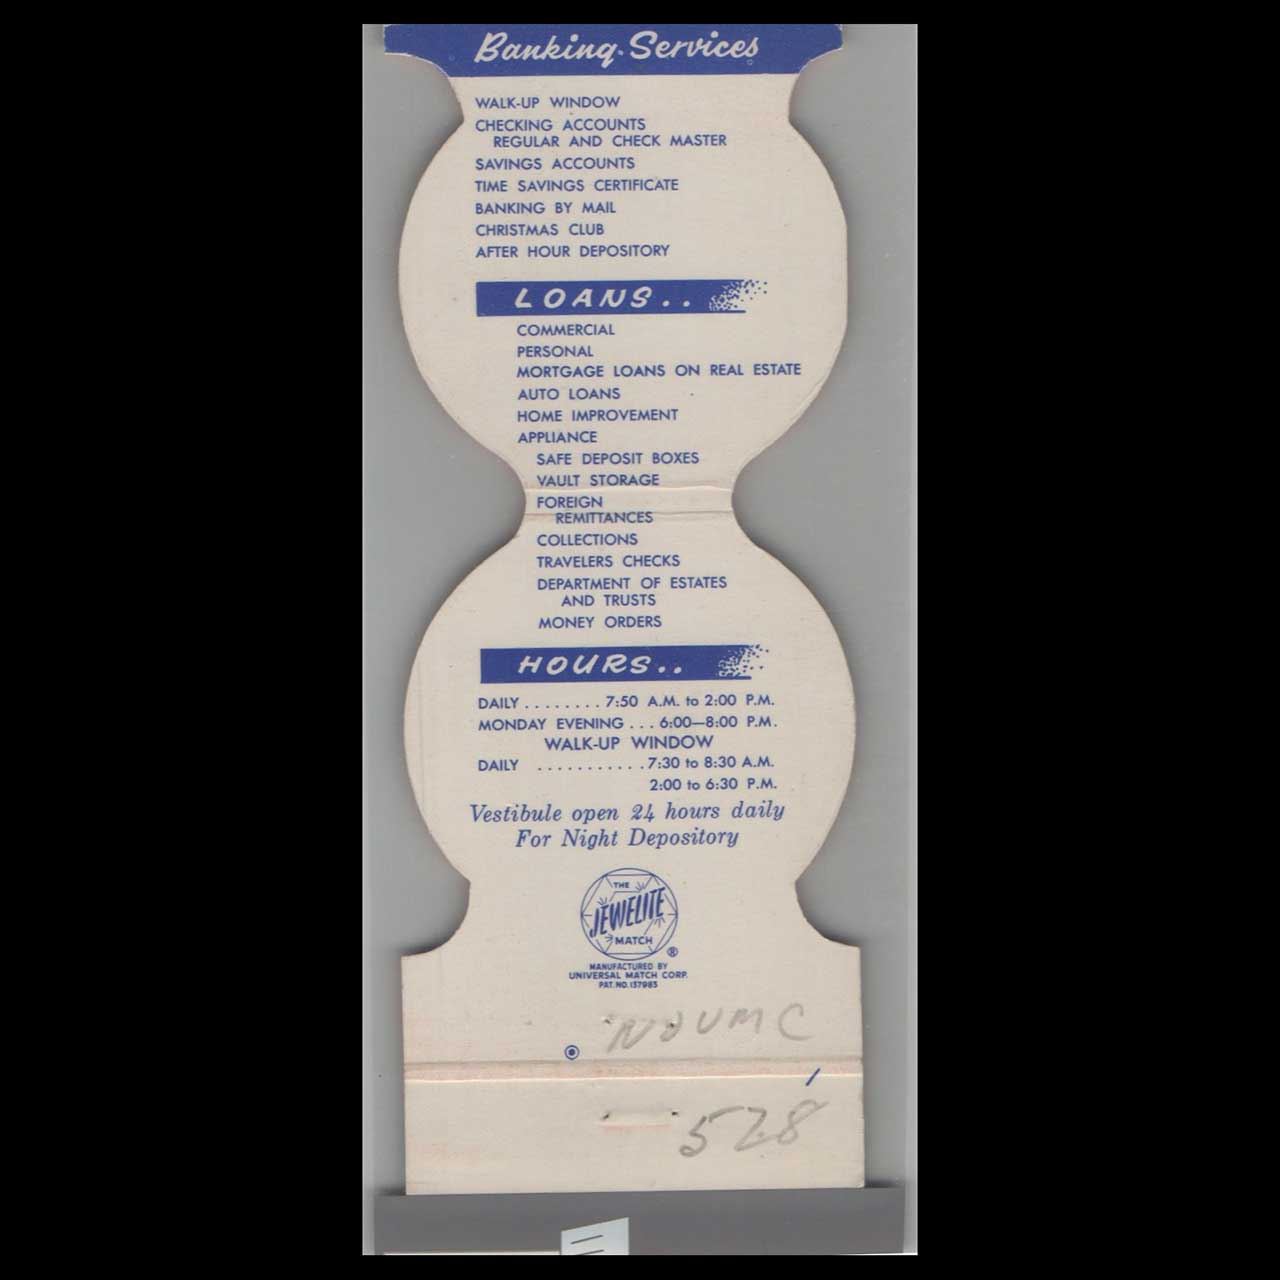 Banking Services
WALK-UP WINDOW
CHECKING ACCOUNTS
REGULAR AND CHECK MASTER
SAVINGS ACCOUNTS
TIME SAVINGS CERTIFICATE
BANKING BY MAIL
CHRISTMAS CLUB
AFTER HOUR DEPOSITORY
LOANS..
COMMERCIAL
PERSONAL
MORTGAGE LOANS ON REAL ESTATE
AUTO LOANS
HOME IMPROVEMENT
APPLIANCE
SAFE DEPOSIT BOXES
VAULT STORAGE
FOREIGN
REMITTANCES
COLLECTIONS
TRAVELERS CHECKS
DEPARTMENT OF ESTATES
AND TRUSTS
MONEY ORDERS
HOURS..
DAILY ........ 7:50 A.M. to 2:00 P.M.
MONDAY EVENING ... 6:00—8:00 P.M.
WALK-UP WINDOW
DAILY ........... 7:30 to 8:30 A.M.
2:00 to 6:30 P.M.
Vestibule open 24 hours daily
For Night Depository
THE
JEWELITE
MATCH
®
MANUFACTURED BY
UNIVERSAL MATCH CORP.
PAT. NO. 137985
528